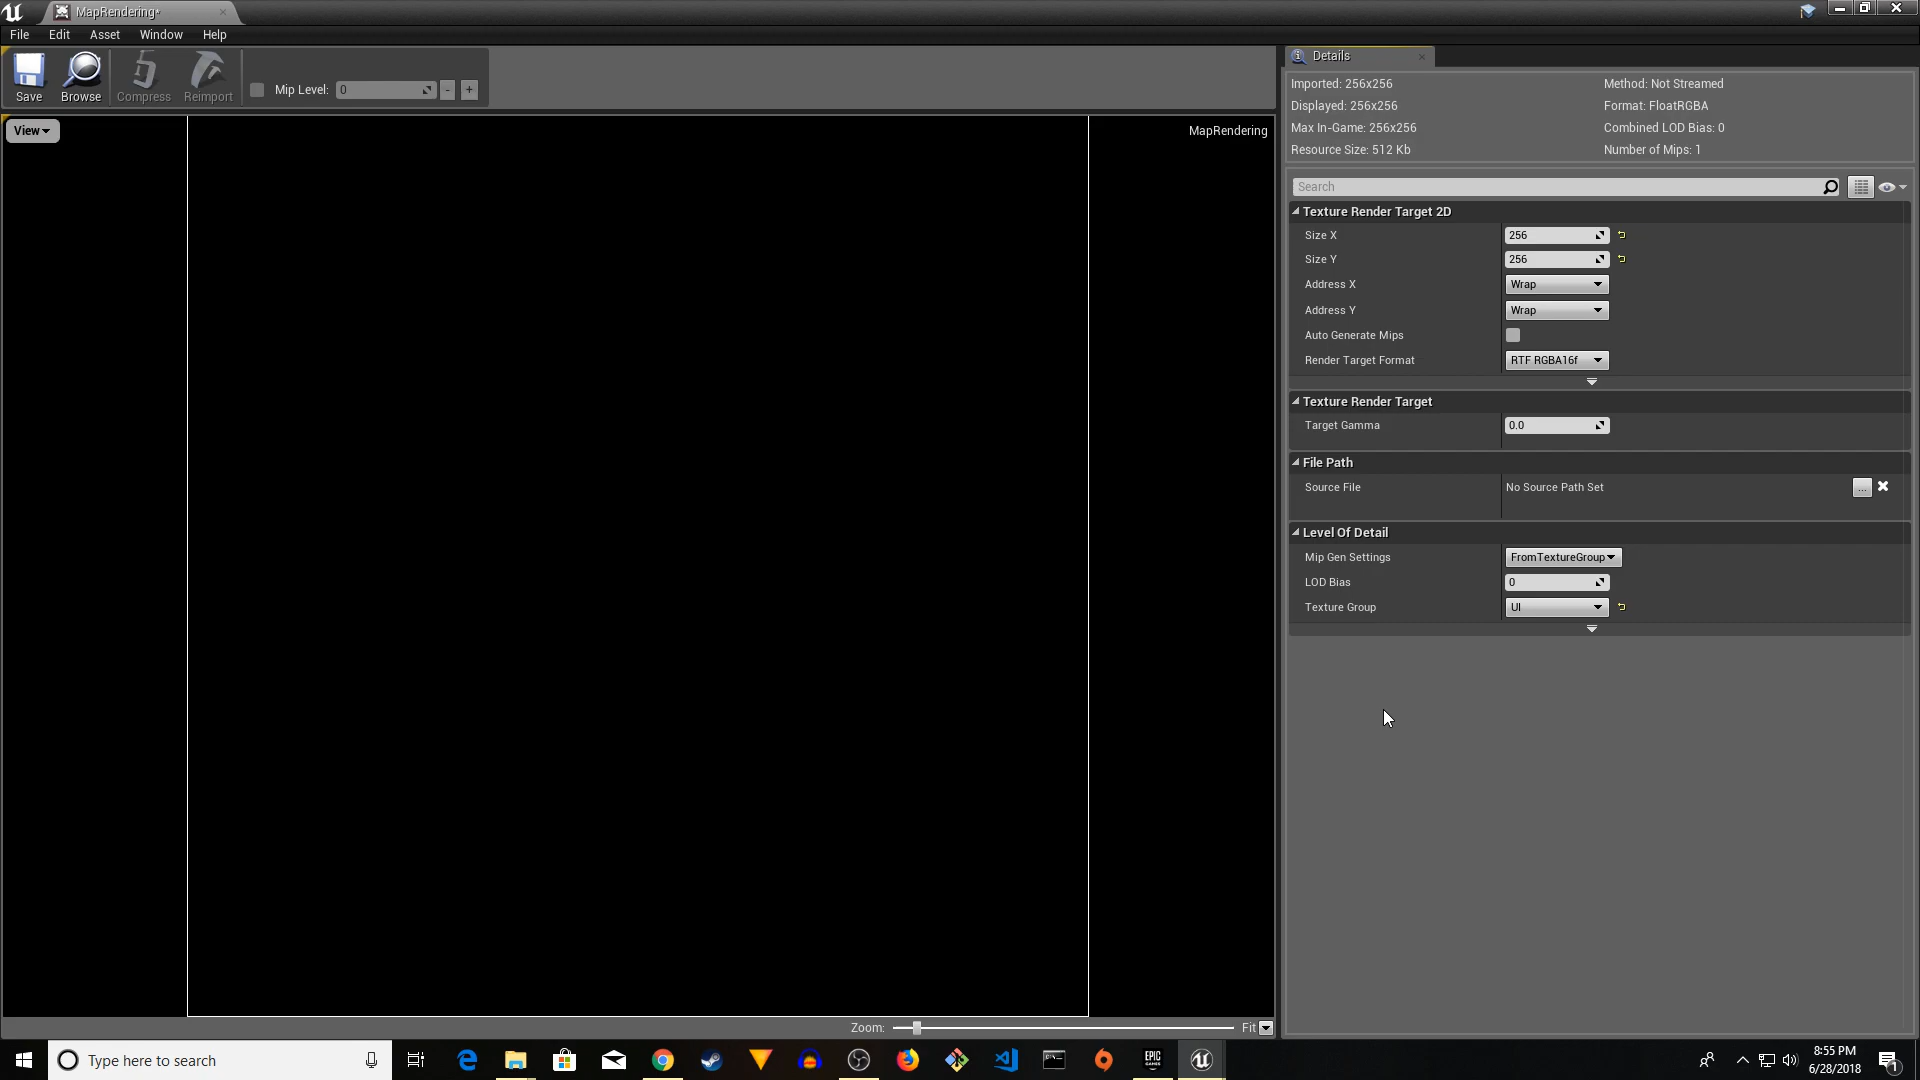 MapRendering*
File Edit Asset Window Help
Save Browse Compress Reimport Mip Level: 0 - +
View
MapRendering
Zoom: Fit
Details
Imported: 256x256 Method: Not Streamed
Displayed: 256x256 Format: FloatRGBA
Max In-Game: 256x256 Combined LOD Bias: 0
Resource Size: 512 Kb Number of Mips: 1
Search
Texture Render Target 2D
Size X 256
Size Y 256
Address X Wrap
Address Y Wrap
Auto Generate Mips
Render Target Format RTF RGBA16f
Texture Render Target
Target Gamma 0.0
File Path
Source File No Source Path Set ...
Level Of Detail
Mip Gen Settings FromTextureGroup
LOD Bias 0
Texture Group UI
Type here to search
EPIC GAMES
8:55 PM
6/28/2018
1